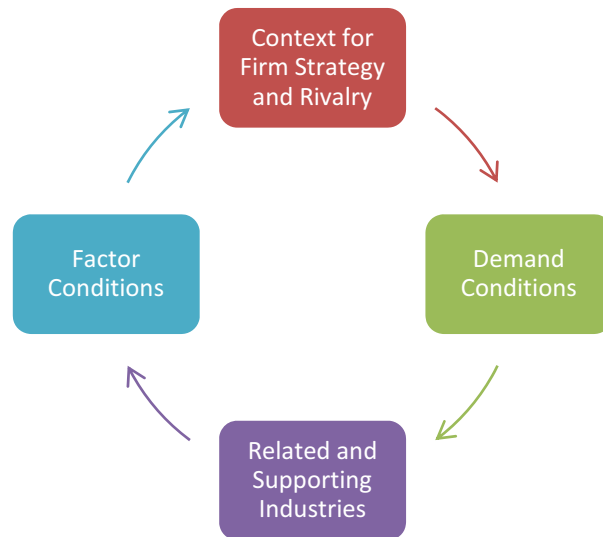 Context for
Firm Strategy
and Rivalry
Factor
Conditions
Demand
Conditions
Related and
Supporting
Industries